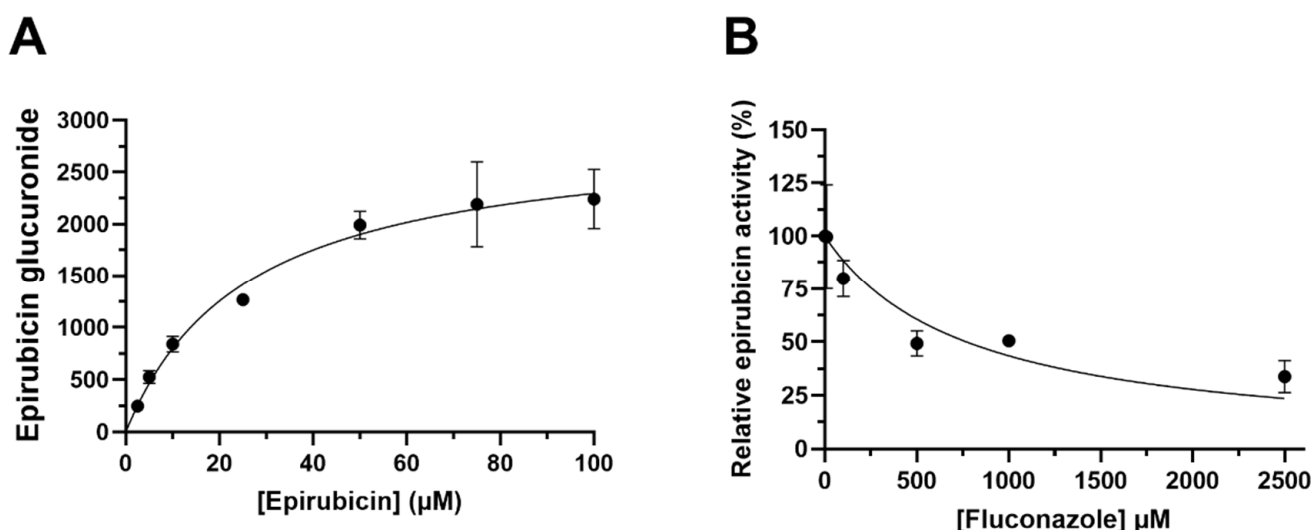 A
B
Epirubicin glucuronide
3000
2500
2000
1500
1000
500
0
0 20 40 60 80 100
[Epirubicin] (µM)
Relative epirubicin activity (%)
150
125
100
75
50
25
0
0 500 1000 1500 2000 2500
[Fluconazole] µM